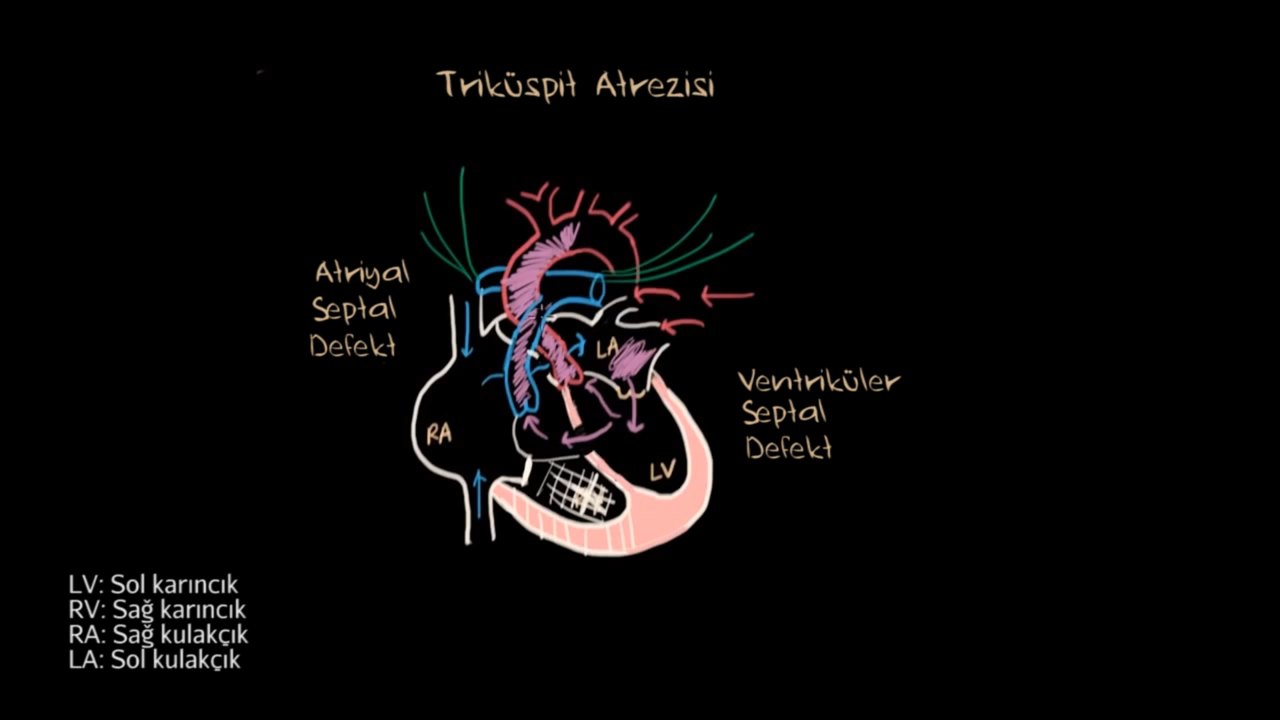 Triküspit Atrezisi
Atriyal
Septal
Defekt
LA
Ventriküler
Septal
Defekt
RA
LV
LV: Sol karıncık
RV: Sağ karıncık
RA: Sağ kulakçık
LA: Sol kulakçık